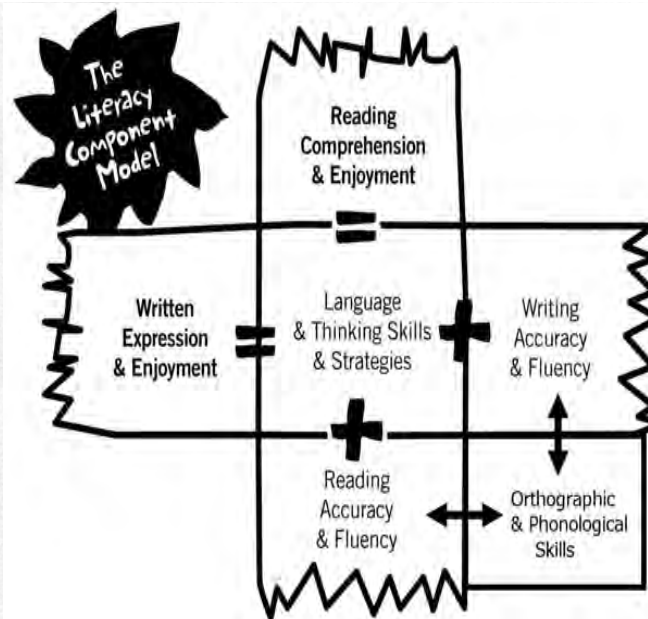 The
Literacy
Component
Model
Reading
Comprehension
& Enjoyment
=
Written
Expression
& Enjoyment
=
Language
& Thinking Skills
& Strategies
+
Writing
Accuracy
& Fluency
+
Reading
Accuracy
& Fluency
Orthographic
& Phonological
Skills